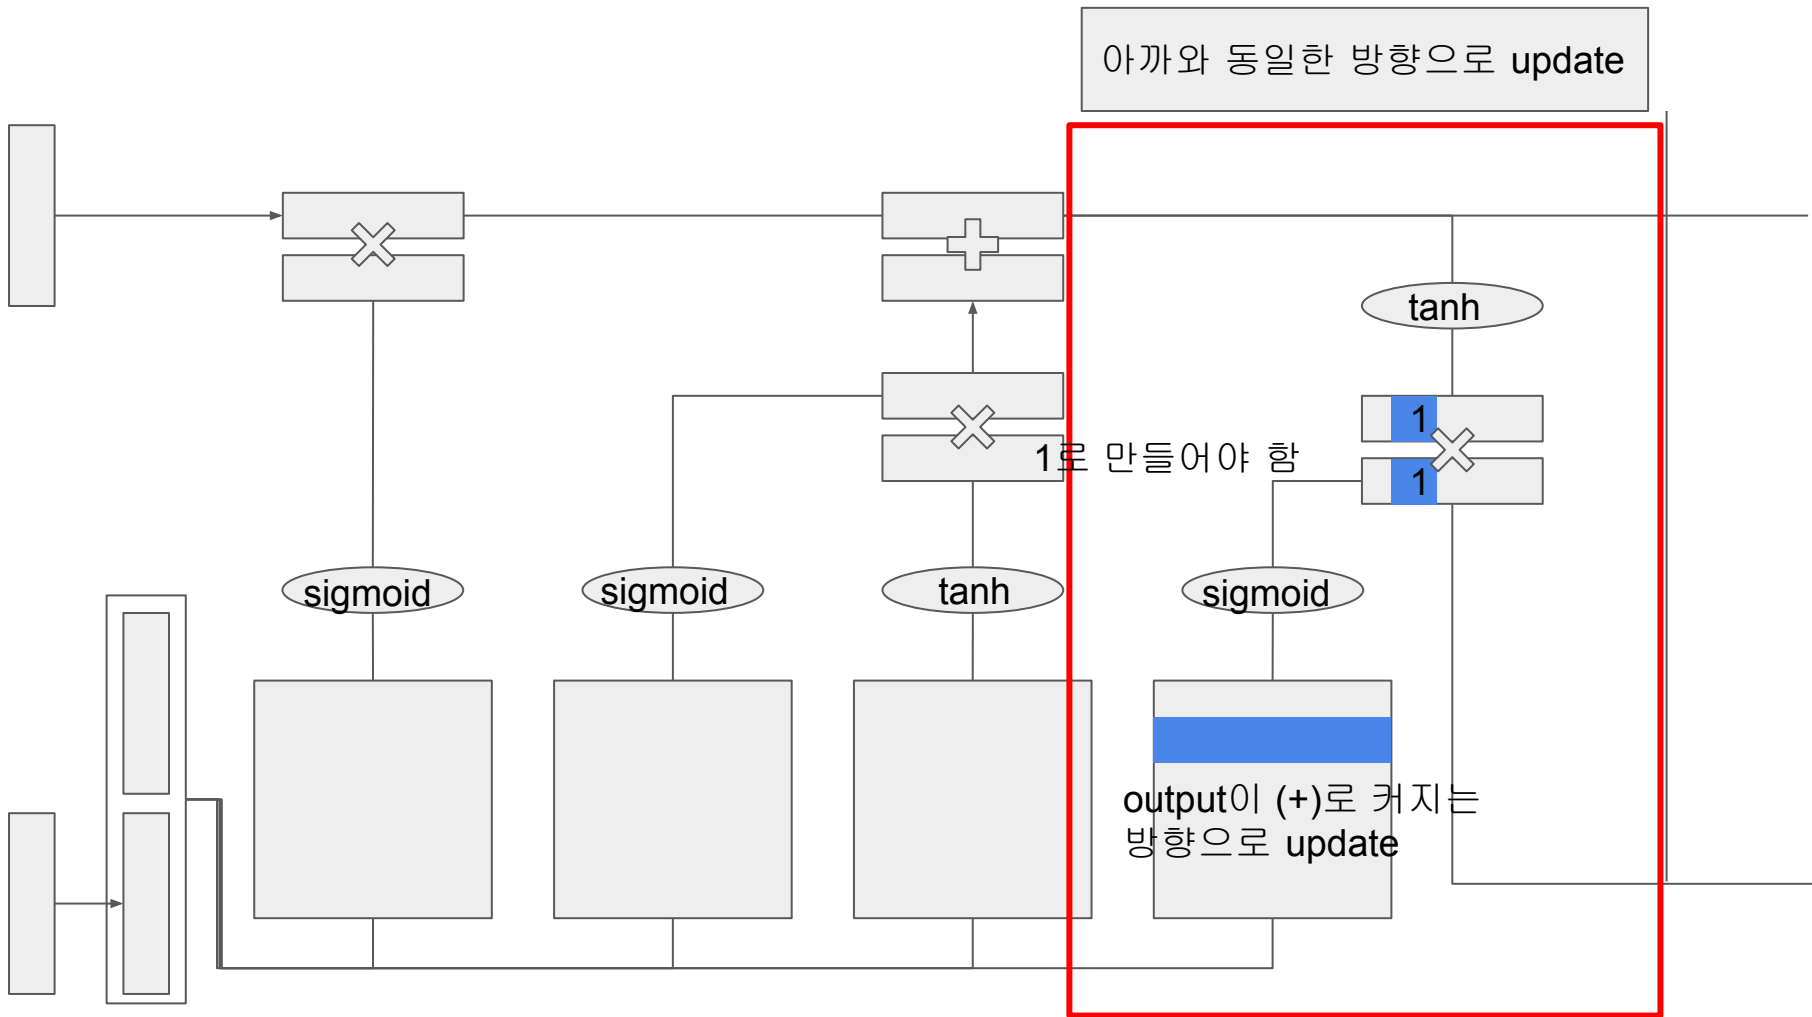 아까와 동일한 방향으로 update
tanh
1
1로 만들어야 함
1
sigmoid
sigmoid
tanh
sigmoid
output이 (+)로 커지는
방향으로 update